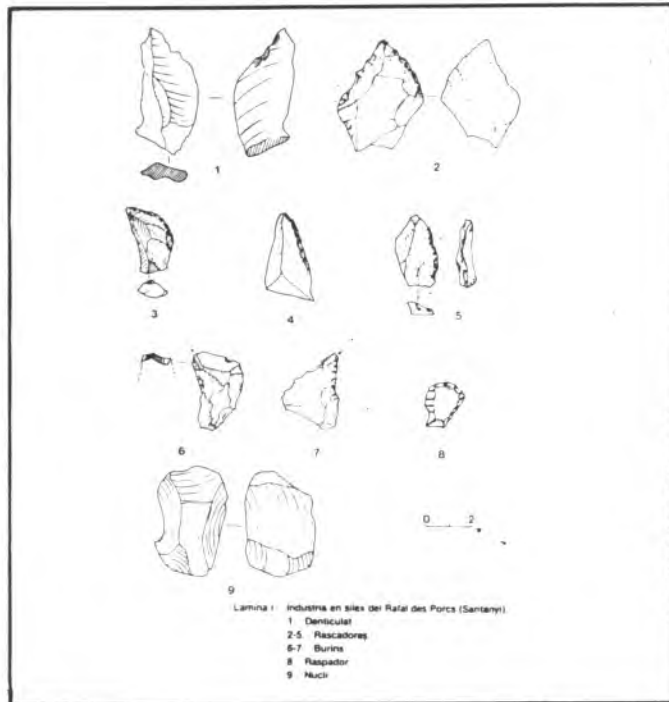 1
2
3
4
5
6
7
8
0 2
9
Lamina I Industria en silex del Rafal des Porcs (Santanyi).
1 Denticulat
2-5. Rascadores
6-7 Burins
8 Raspador
9 Nucli